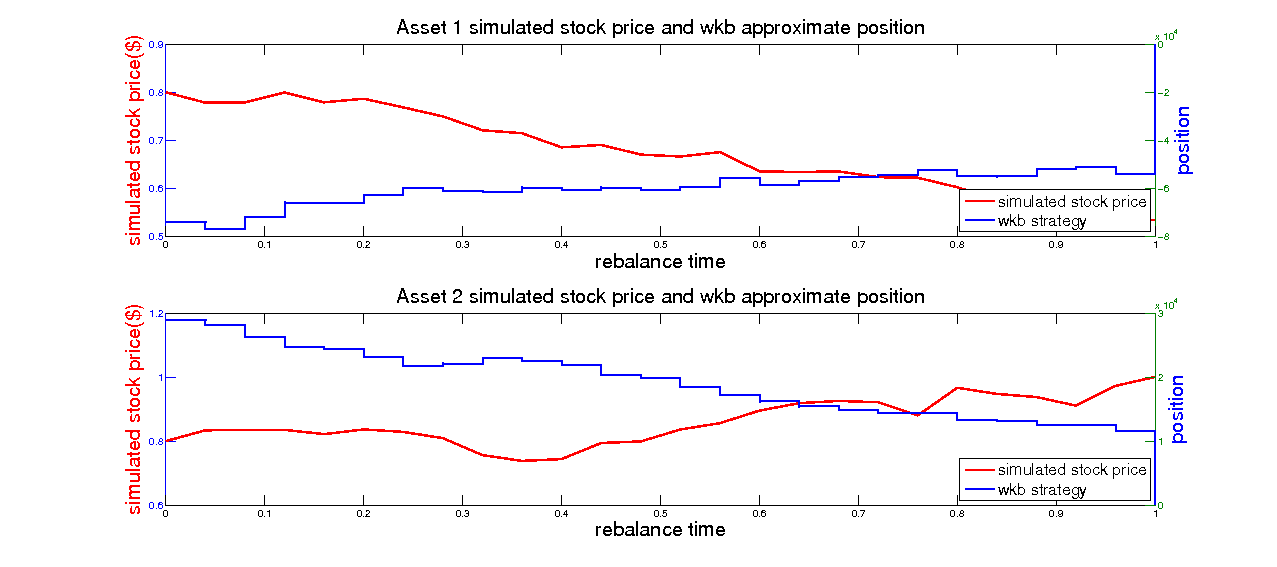 Asset 1 simulated stock price and wkb approximate position
x 10^4
0.9
0.8
0.7
0.6
0.5
simulated stock price($)
0
-2
-4
-6
-8
position
simulated stock price
wkb strategy
0 0.1 0.2 0.3 0.4 0.5 0.6 0.7 0.8 0.9 1
rebalance time
Asset 2 simulated stock price and wkb approximate position
x 10^4
1.2
1
0.8
0.6
simulated stock price($)
3
2
1
0
position
simulated stock price
wkb strategy
0 0.1 0.2 0.3 0.4 0.5 0.6 0.7 0.8 0.9 1
rebalance time